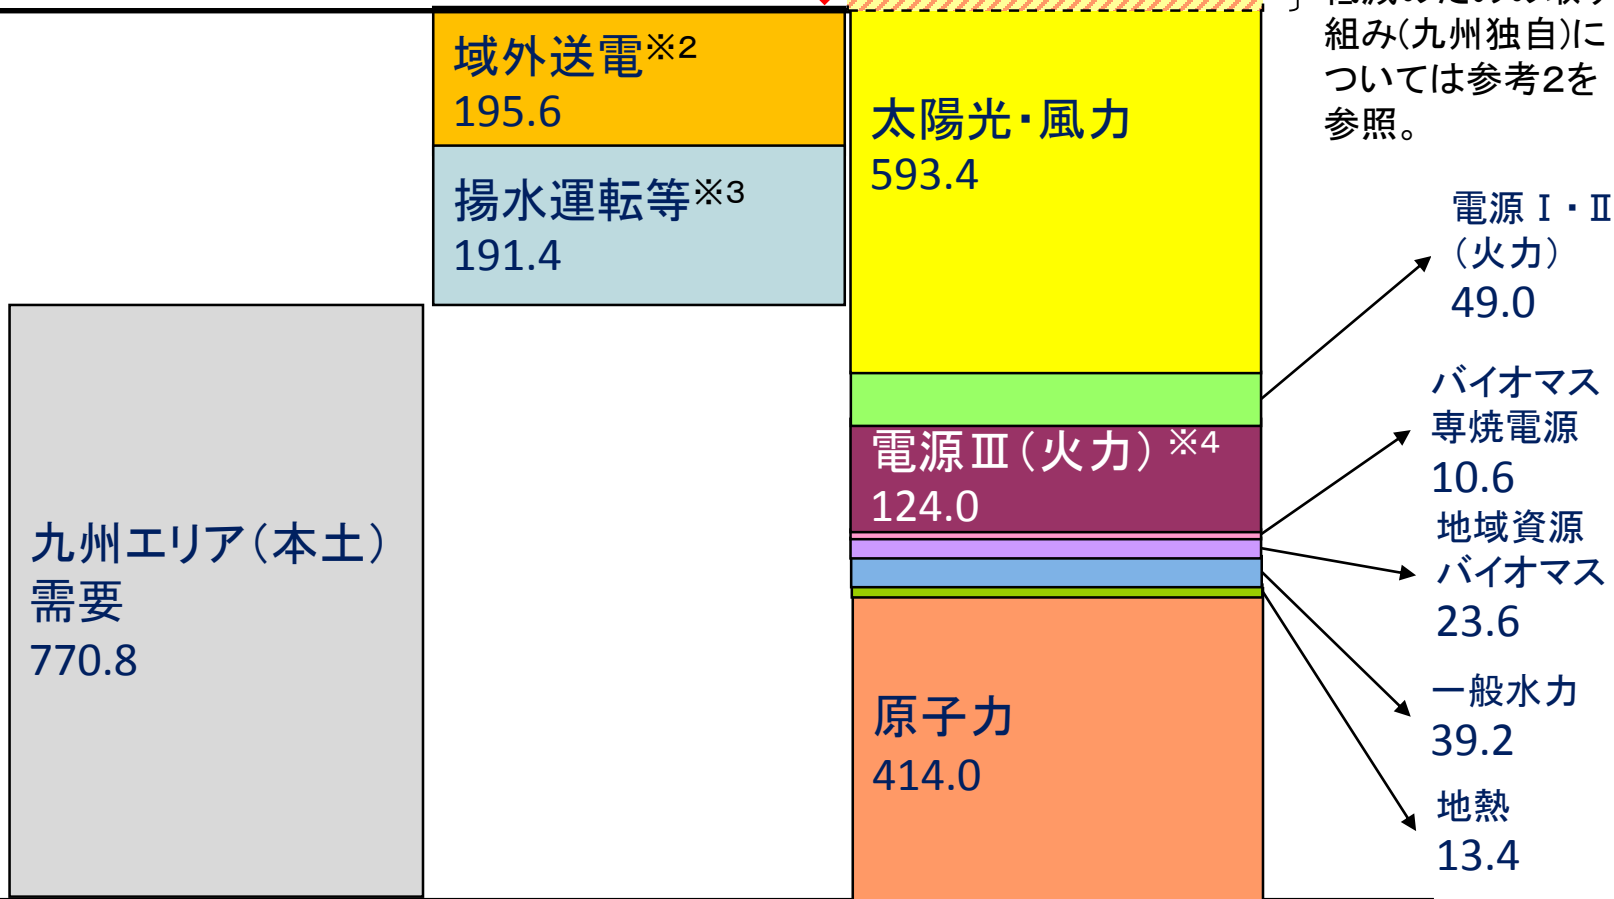 組み(九州独自)に
ついては参考2を
参照。
域外送電※2
195.6
揚水運転等※3
191.4
九州エリア(本土)
需要
770.8
太陽光・風力
593.4
電源Ⅲ(火力)※4
124.0
原子力
414.0
電源Ⅰ・Ⅱ
(火力)
49.0
バイオマス
専焼電源
10.6
地域資源
バイオマス
23.6
一般水力
39.2
地熱
13.4